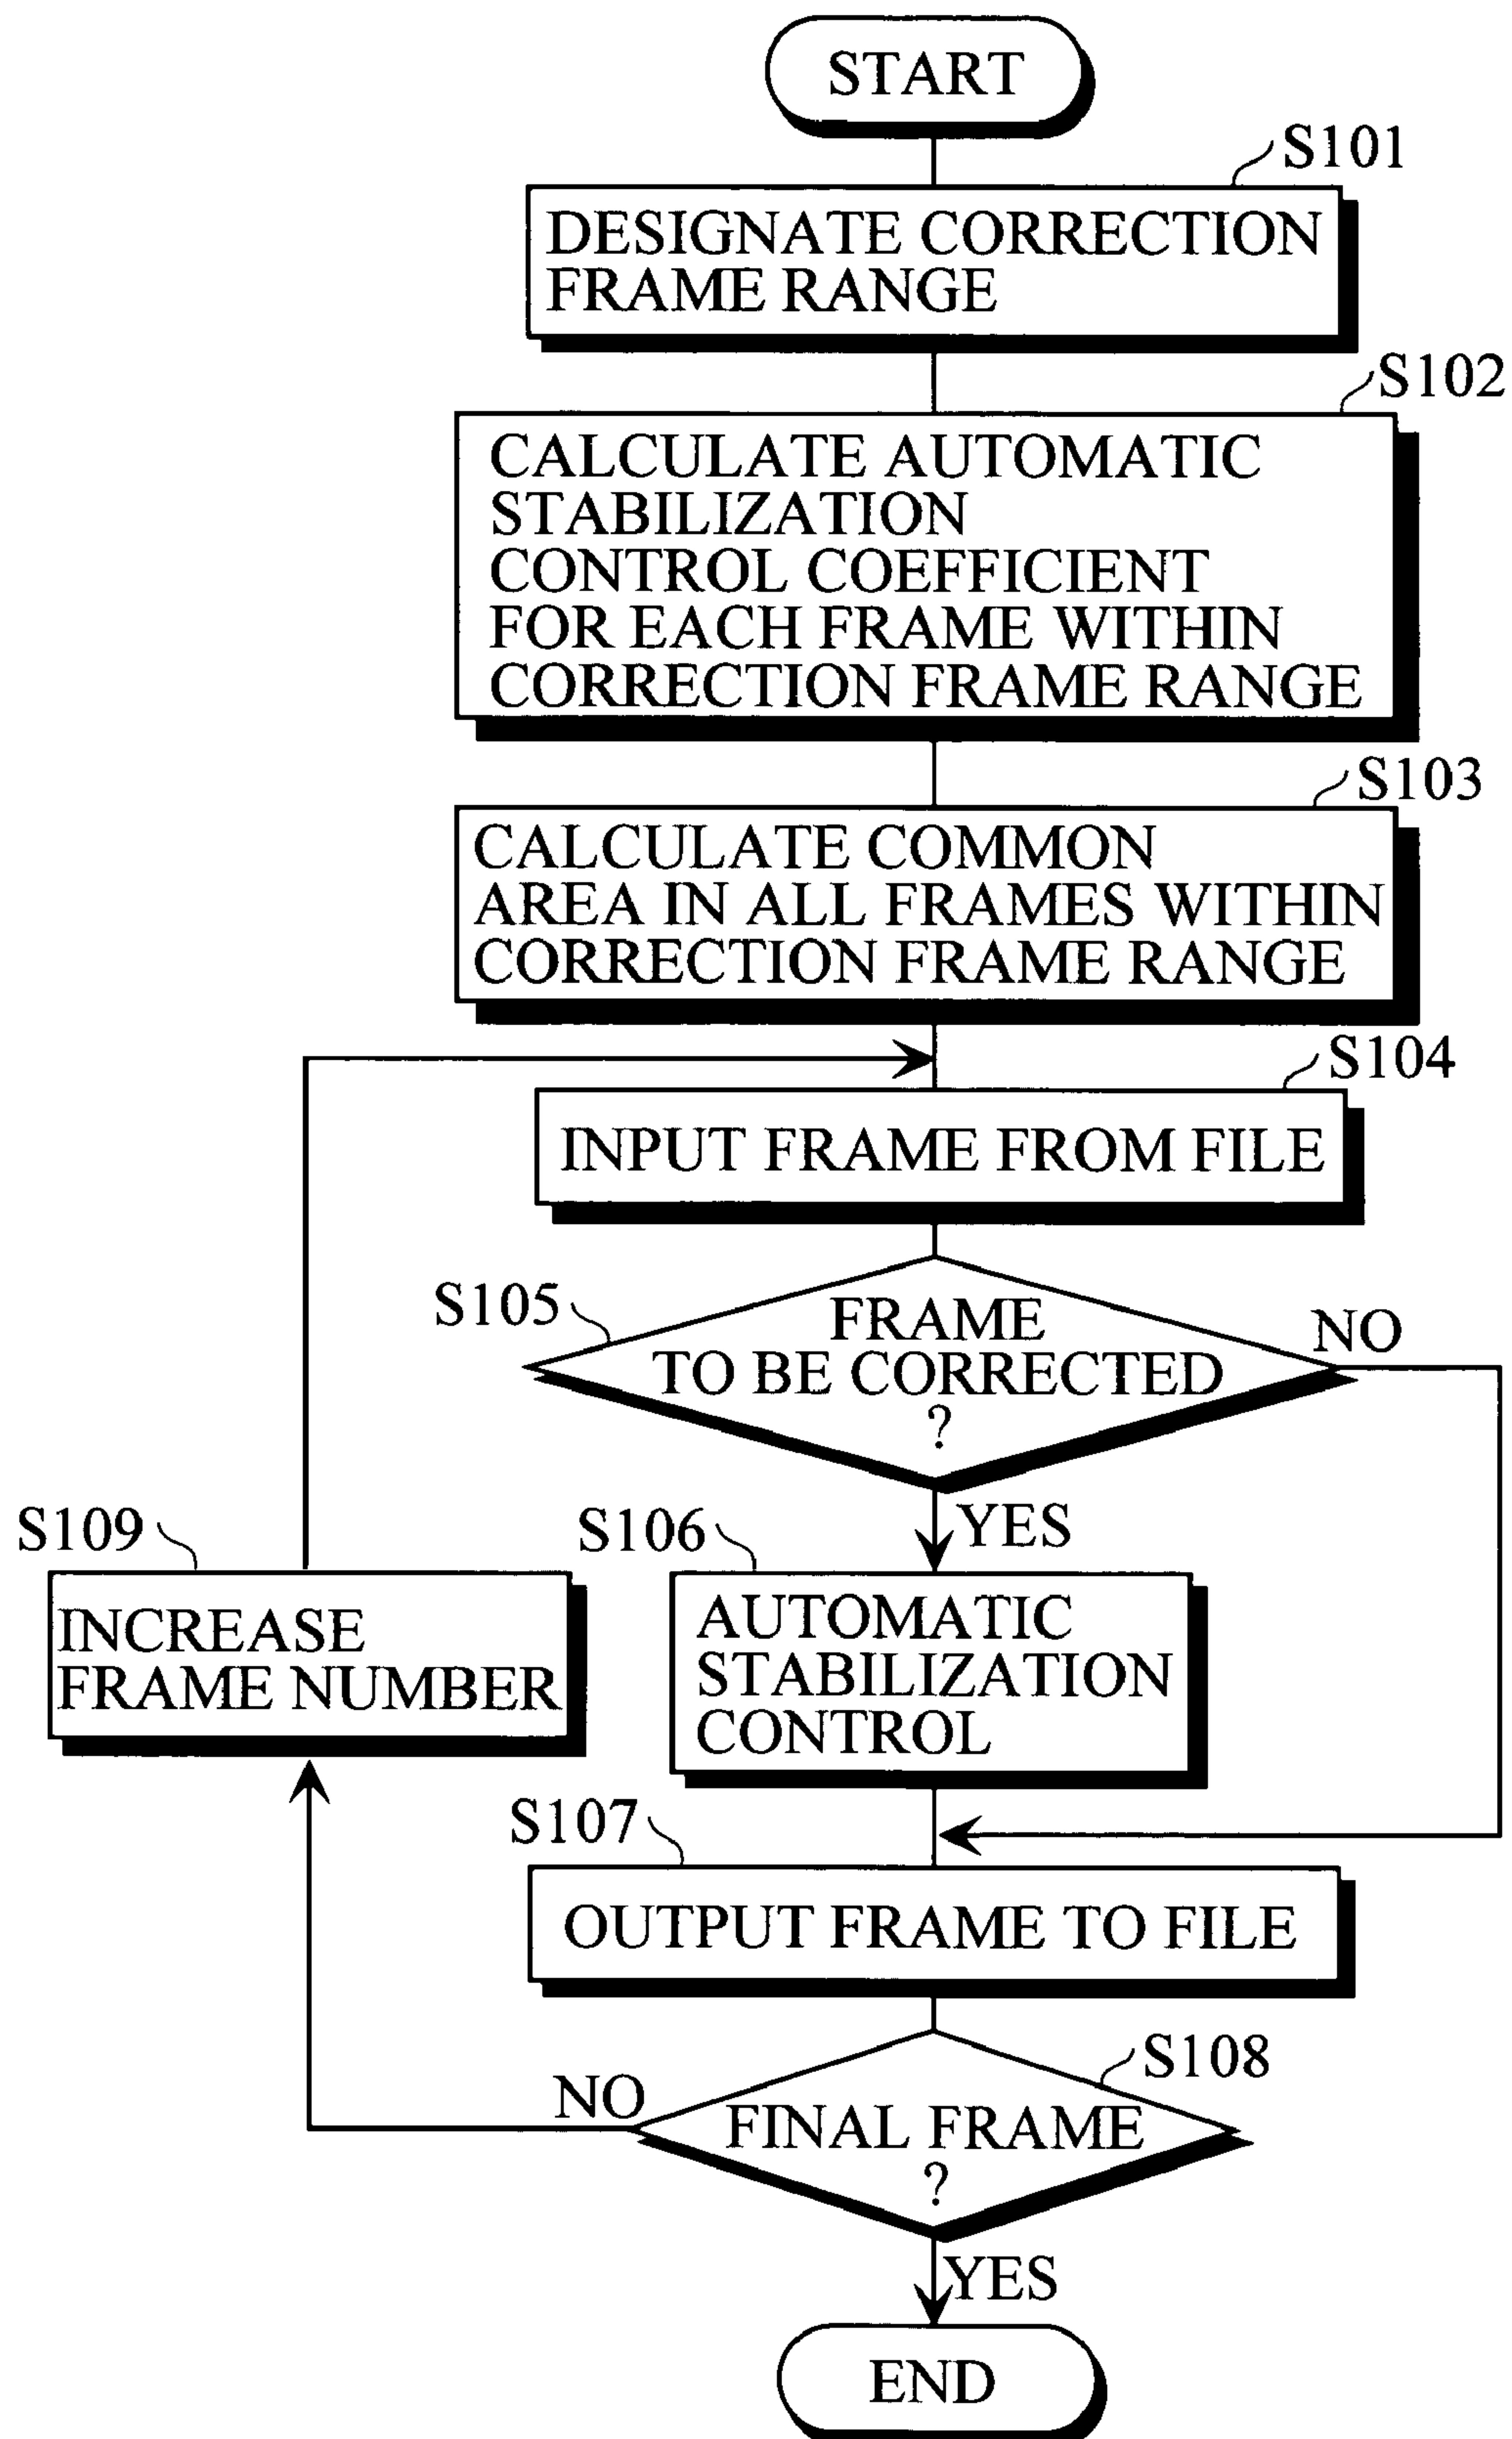 START
S101
DESIGNATE CORRECTION
FRAME RANGE
S102
CALCULATE AUTOMATIC
STABILIZATION
CONTROL COEFFICIENT
FOR EACH FRAME WITHIN
CORRECTION FRAME RANGE
S103
CALCULATE COMMON
AREA IN ALL FRAMES WITHIN
CORRECTION FRAME RANGE
S104
INPUT FRAME FROM FILE
S105
FRAME
TO BE CORRECTED
?
NO
YES
S109
INCREASE
FRAME NUMBER
S106
AUTOMATIC
STABILIZATION
CONTROL
S107
OUTPUT FRAME TO FILE
S108
NO
FINAL FRAME
?
YES
END